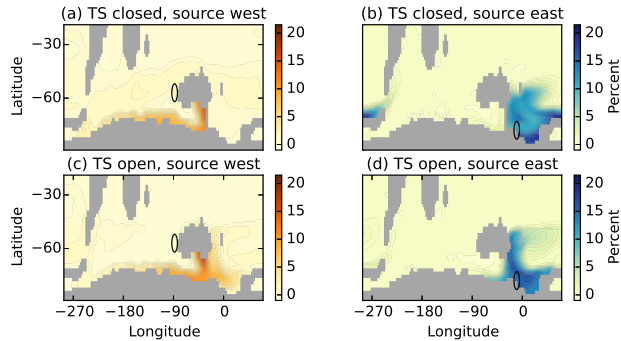 (a) TS closed, source west
(b) TS closed, source east
Latitude
−30
−60
20
15
10
5
0
20
15
10
5
0
Percent
(c) TS open, source west
(d) TS open, source east
Latitude
−30
−60
20
15
10
5
0
20
15
10
5
0
Percent
−270 −180 −90 0
−270 −180 −90 0
Longitude
Longitude